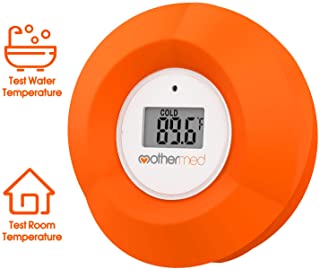 Test Water
Temperature
COLD
89.6°F
mothermed
Test Room
Temperature